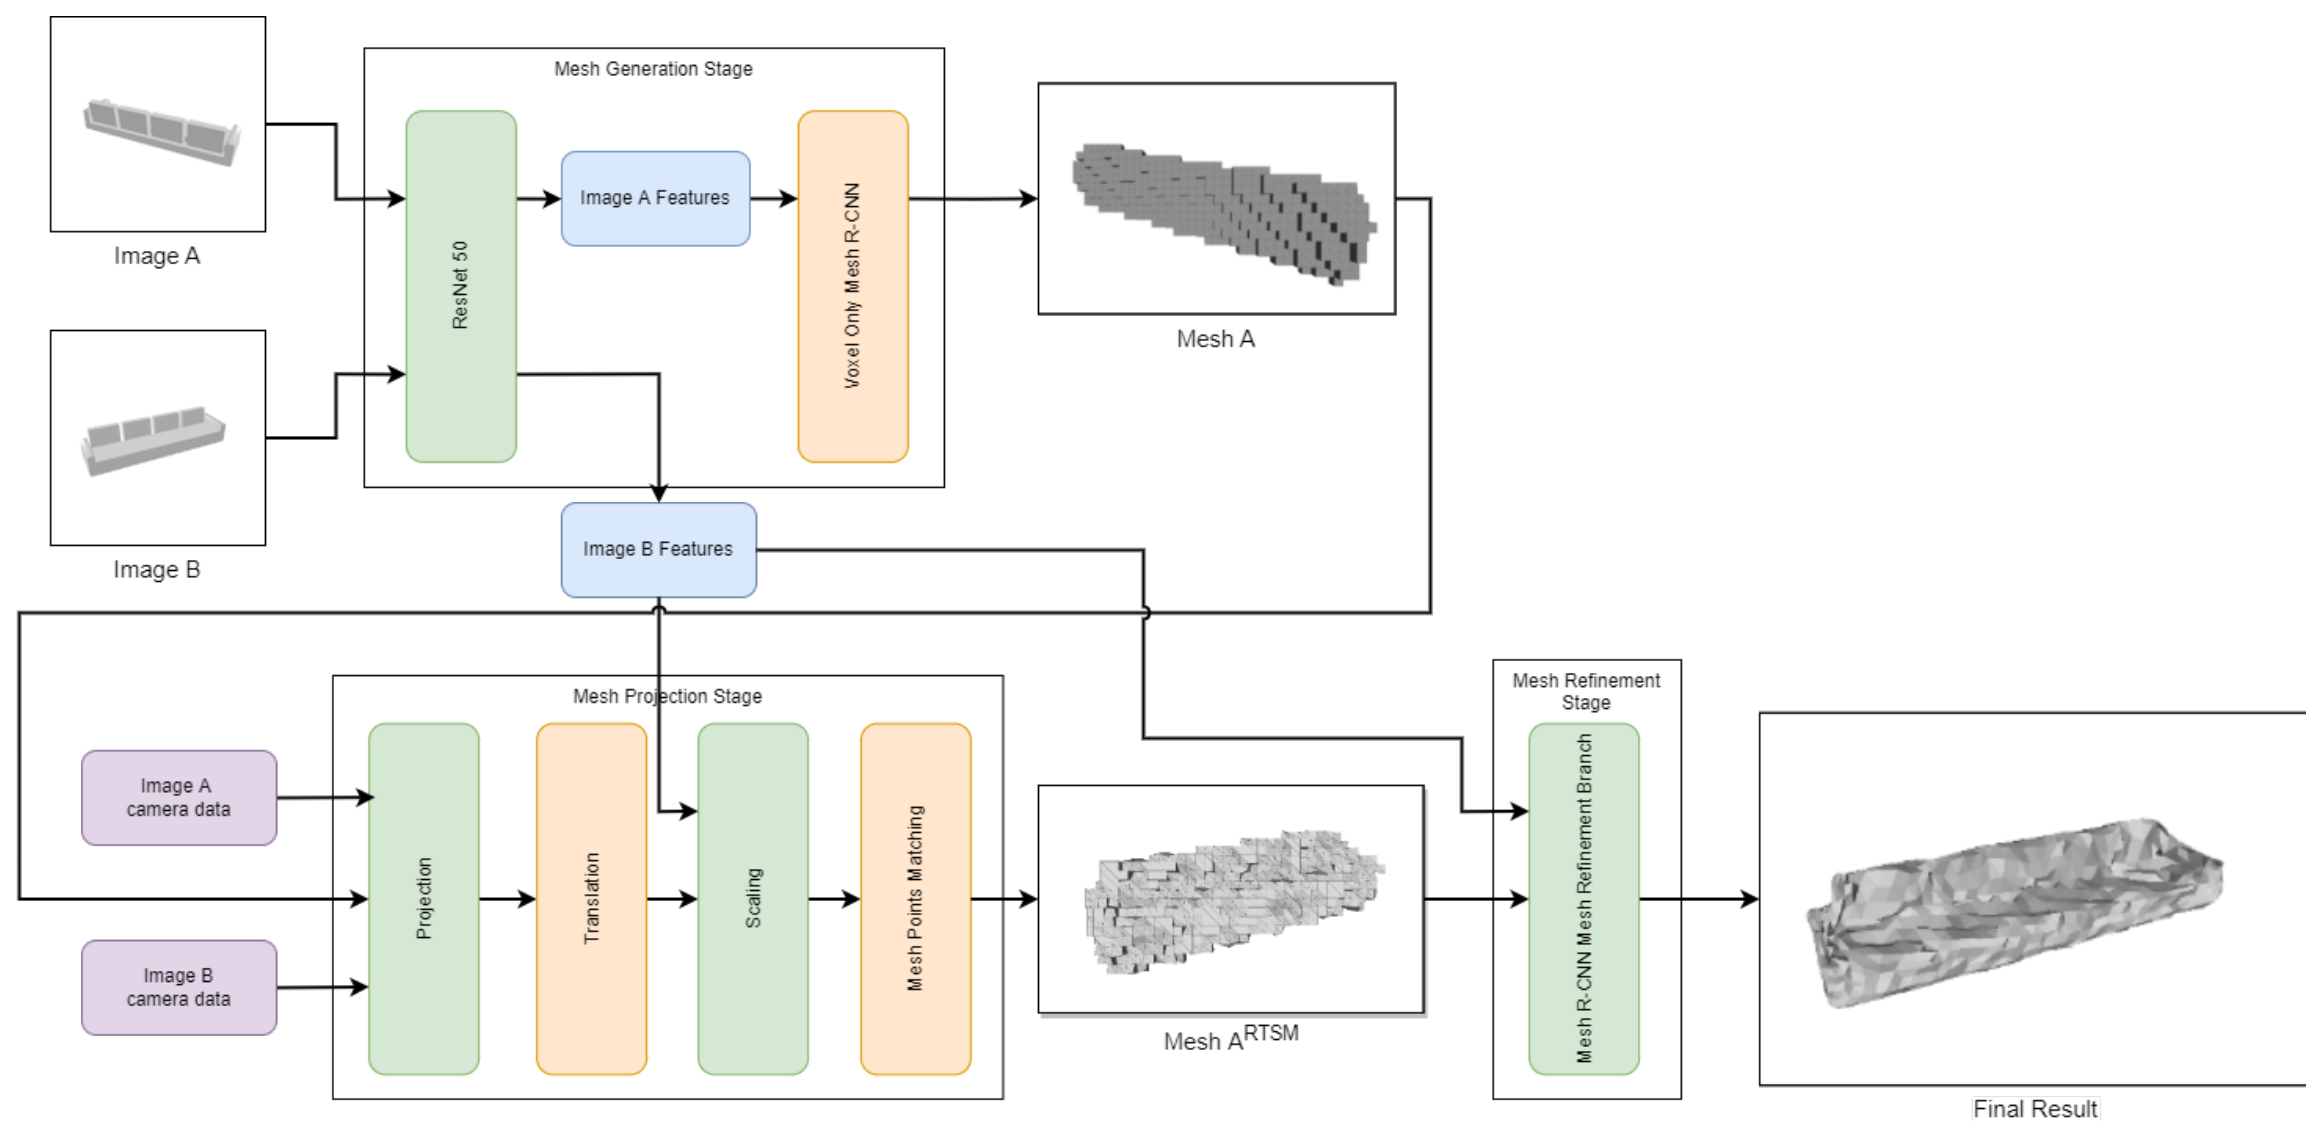 Mesh Generation Stage
Image A
ResNet 50
Image A Features
Voxel Only Mesh R-CNN
Mesh A
Image B
Image B Features
Mesh Projection Stage
Image A
camera data
Image B
camera data
Projection
Translation
Scaling
Mesh Points Matching
Mesh A^RTSM
Mesh Refinement
Stage
Mesh R-CNN Mesh Refinement Branch
Final Result